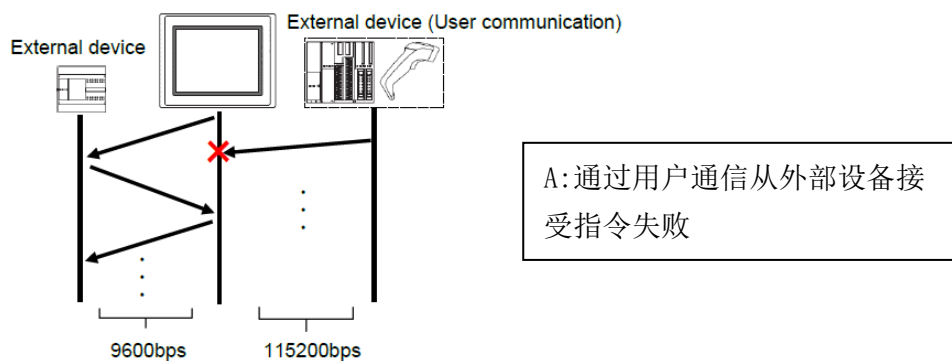 External device (User communication)
External device
A:通过用户通信从外部设备接
受指令失败
9600bps
115200bps